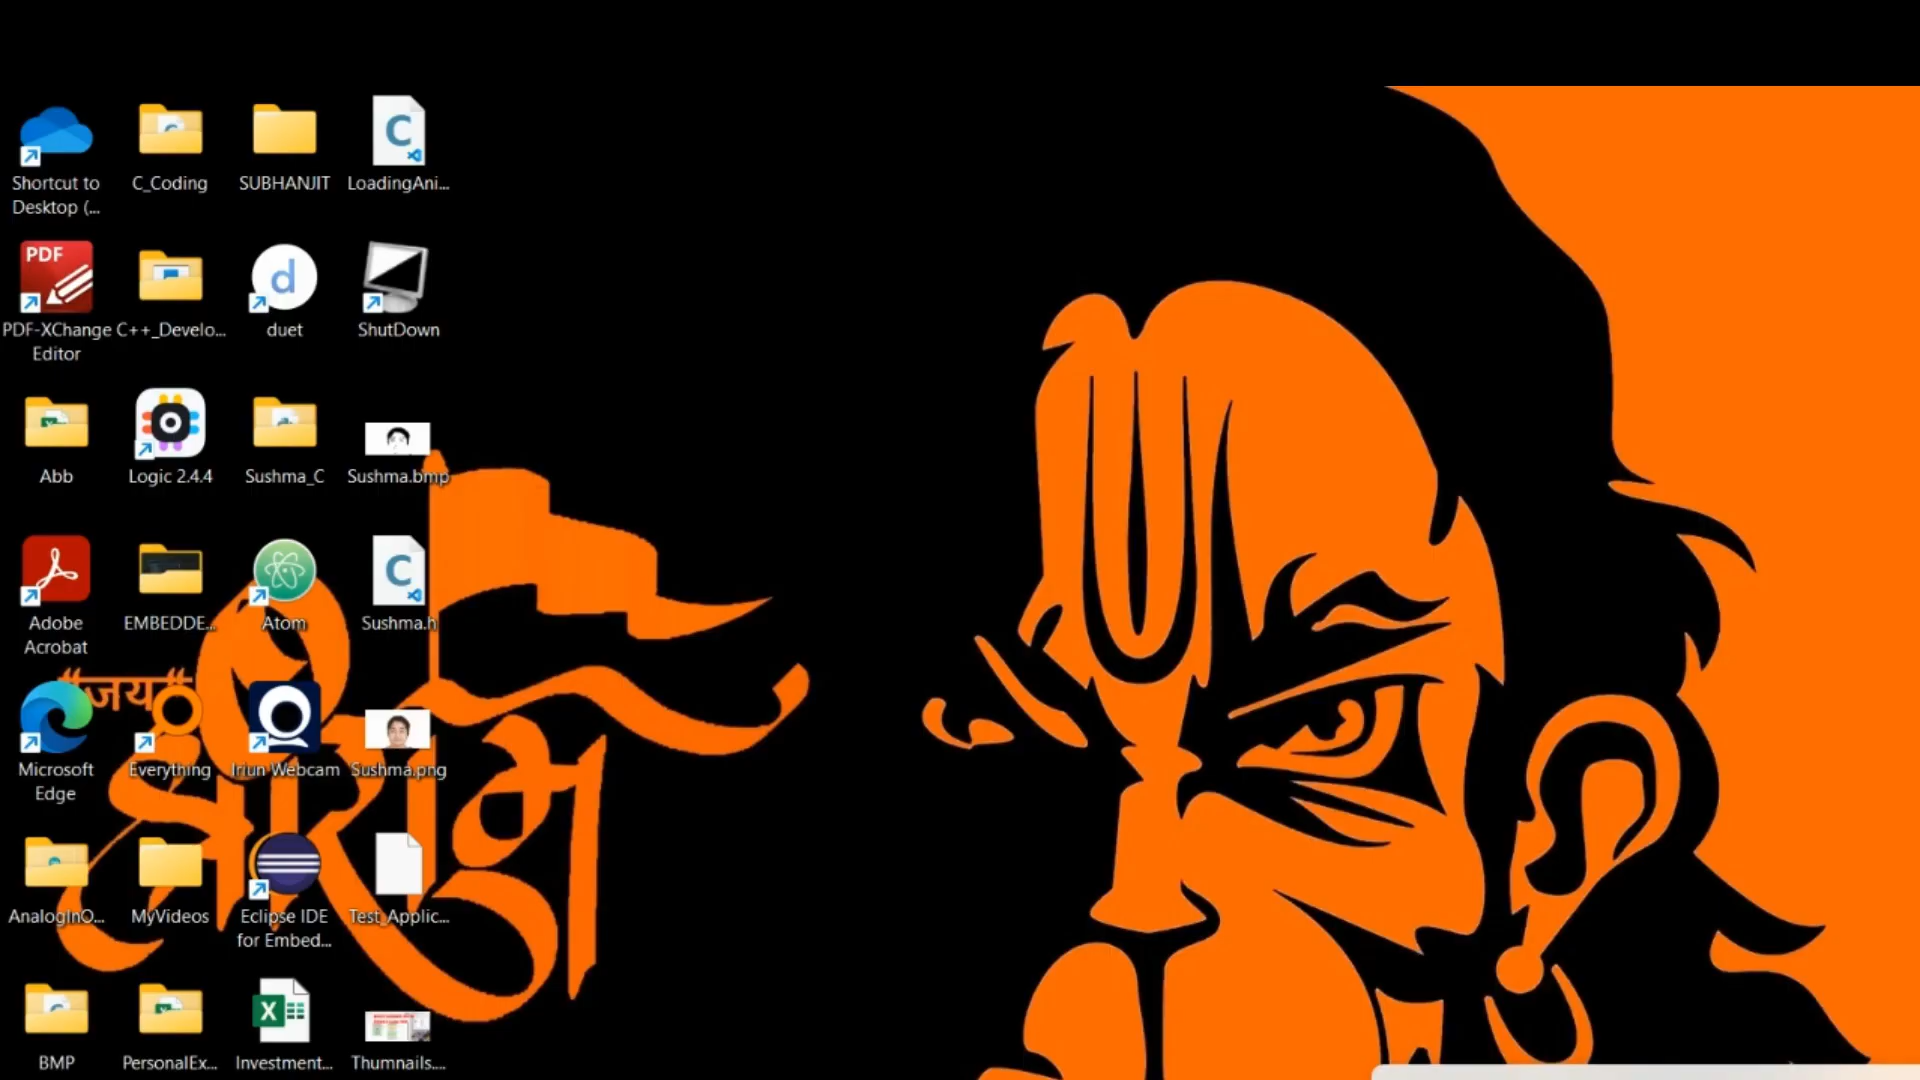 Shortcut to
Desktop (...
C_Coding
SUBHANJIT
LoadingAni...
PDF
PDF-XChange
Editor
C++_Develo...
duet
ShutDown
Abb
Logic 2.4.4
Sushma_C
Sushma.bmp
Adobe
Acrobat
EMBEDDE...
Atom
Sushma.h
Microsoft
Edge
Everything
Iriun Webcam
Sushma.png
AnalogInO...
MyVideos
Eclipse IDE
for Embed...
Test_Applic...
BMP
PersonalEx...
Investment...
Thumnails....
"जय"
श्री राम